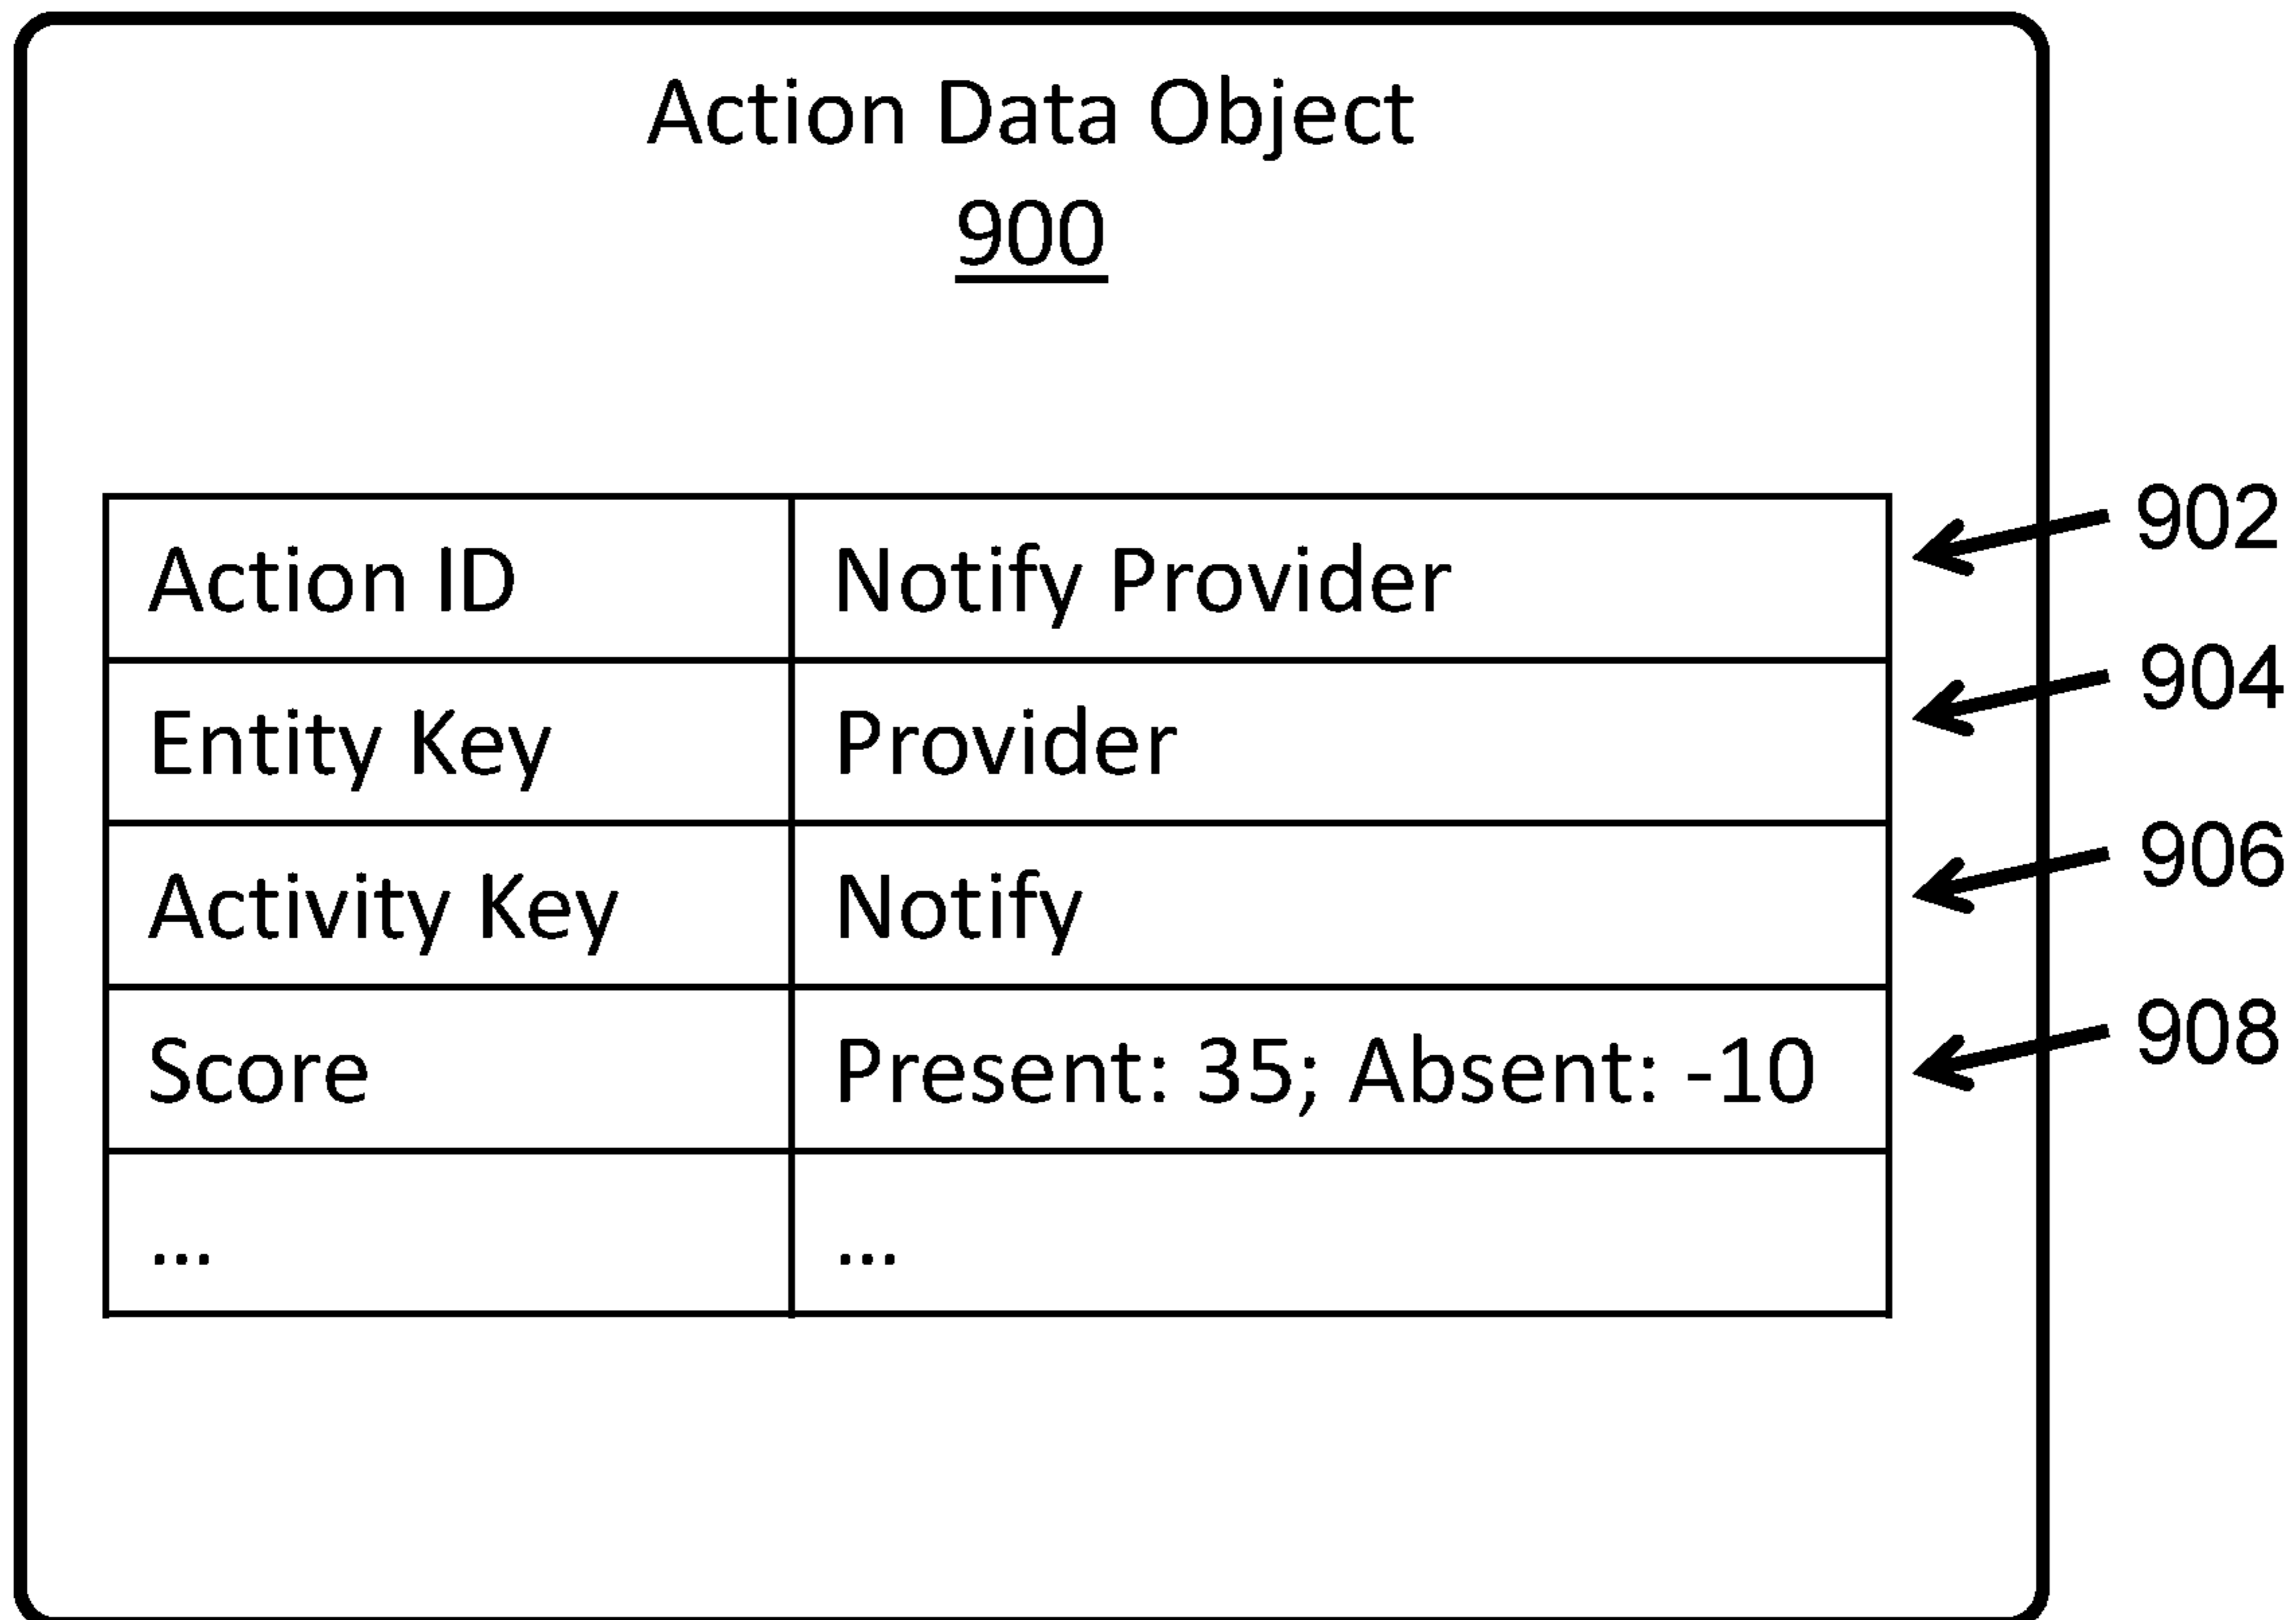 Action Data Object
900
Action ID Notify Provider 902
Entity Key Provider 904
Activity Key Notify 906
Score Present: 35; Absent: -10 908
... ...